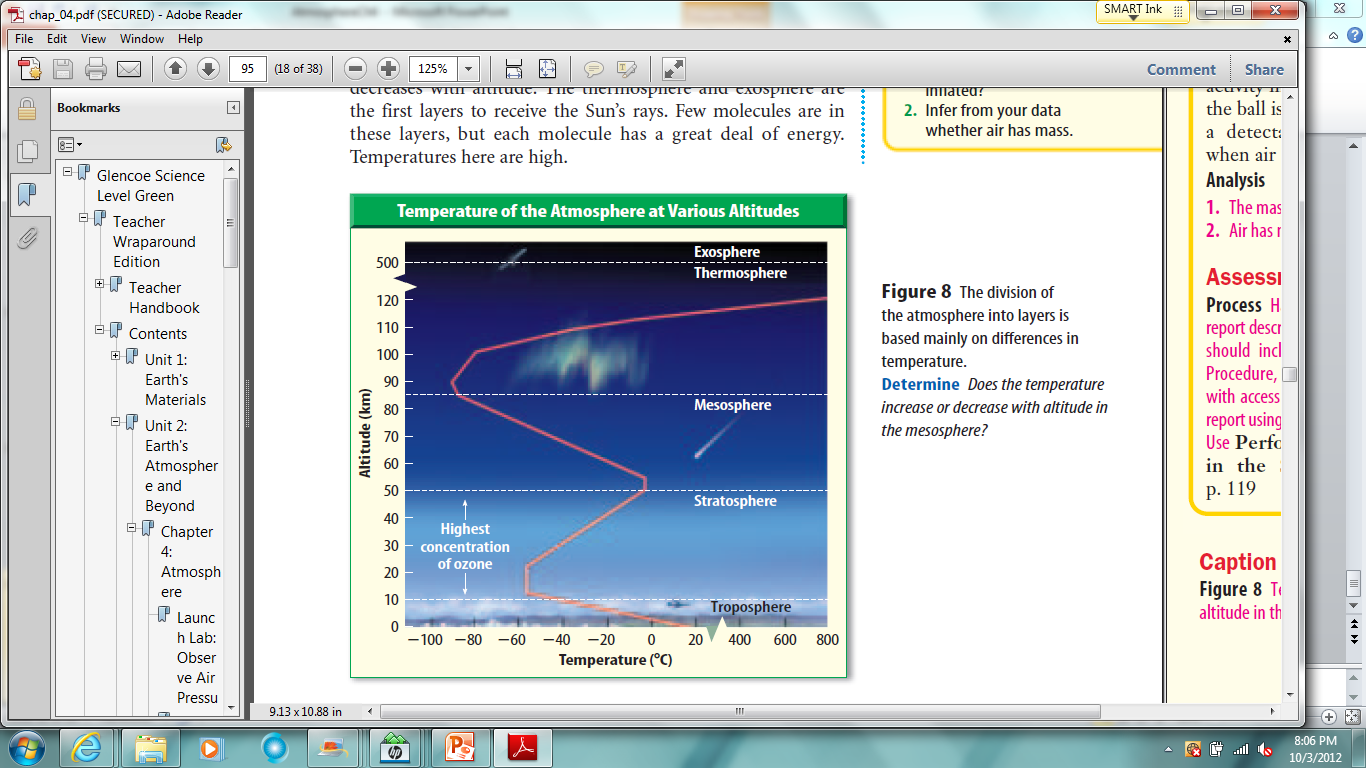 chap_04.pdf (SECURED) - Adobe Reader
SMART Ink
File Edit View Window Help
95 (18 of 38) 125% Comment Share
Bookmarks
Glencoe Science
Level Green
Teacher
Wraparound
Edition
Teacher
Handbook
Contents
Unit 1:
Earth's
Materials
Unit 2:
Earth's
Atmospher
e and
Beyond
Chapter
4:
Atmosph
ere
Launc
h Lab:
Obser
ve Air
Pressu
decreases with altitude. The thermosphere and exosphere are
the first layers to receive the Sun's rays. Few molecules are in
these layers, but each molecule has a great deal of energy.
Temperatures here are high.
inflated?
2. Infer from your data
whether air has mass.
Temperature of the Atmosphere at Various Altitudes
Exosphere
500
Thermosphere
120
110
100
90
80
Mesosphere
70
60
50
Stratosphere
40
30
20
10
0
Highest
concentration
of ozone
Troposphere
Altitude (km)
−100 −80 −60 −40 −20 0 20 400 600 800
Temperature (°C)
Figure 8 The division of
the atmosphere into layers is
based mainly on differences in
temperature.
Determine Does the temperature
increase or decrease with altitude in
the mesosphere?
the ball is
a detecta
when air
Analysis
1. The mas
2. Air has
Assess
Process
report descr
should incl
Procedure,
with access
report using
Use Perfo
in the
p. 119
Caption
Figure 8
altitude in th
9.13 x 10.88 in
8:06 PM
10/3/2012